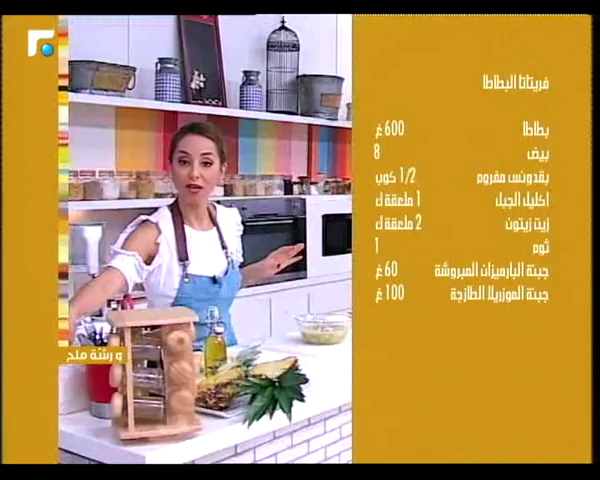 فريتاتا البطاطا
بطاطا 600 غ
بيض 8
بقدونس مفروم 1/2 كوب
اكليل الجبل 1 ملعقة ك
زيت زيتون 2 ملعقة ك
ثوم 1
جبنة البارميزان المبروشة 60 غ
جبنة الموزريلا الطازجة 100 غ
ورشة ملح